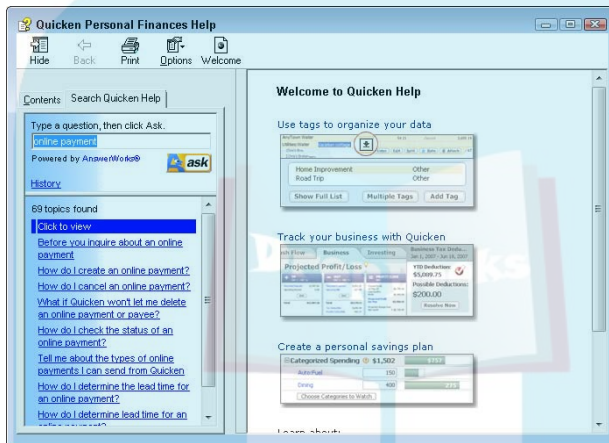 Quicken Personal Finances Help
Hide Back Print Options Welcome
Contents Search Quicken Help
Type a question, then click Ask.
online payment
Powered by AnswerWorks®
ask
History
69 topics found
Click to view
Before you inquire about an online
payment
How do I create an online payment?
How do I cancel an online payment?
What if Quicken won't let me delete
an online payment or payee?
How do I check the status of an
online payment?
Tell me about the types of online
payments I can send from Quicken
How do I determine the lead time for
an online payment?
How do I determine lead time for an
online payment?
Welcome to Quicken Help
Use tags to organize your data
Home Improvement Other
Road Trip Other
Show Full List Multiple Tags Add Tag
Track your business with Quicken
Business Investing
Projected Profit/Loss
YTD Deductions
$5,009.75
Possible Deductions:
$200.00
Resolve Now
Create a personal savings plan
Categorized Spending $1,502 $757
Auto:Fuel 150
Dining 400 275
Choose Categories to Watch
Learn about: